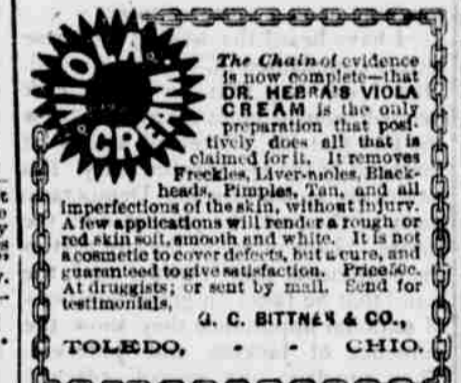 VIOLA
CREAM
The Chain of evidence
is now complete—that
DR. HEBRA'S VIOLA
CREAM is the only
preparation that posi-
tively does all that is
claimed for it. It removes
Freckles, Liver-moles, Black-
heads, Pimples, Tan, and all
imperfections of the skin, without injury.
A few applications will render a rough or
red skin soft, smooth and white. It is not
a cosmetic to cover defects, but a cure, and
guaranteed to give satisfaction. Price 50c.
At druggists; or sent by mail. Send for
testimonials.
G. C. BITTNER & CO.,
TOLEDO, - - OHIO.